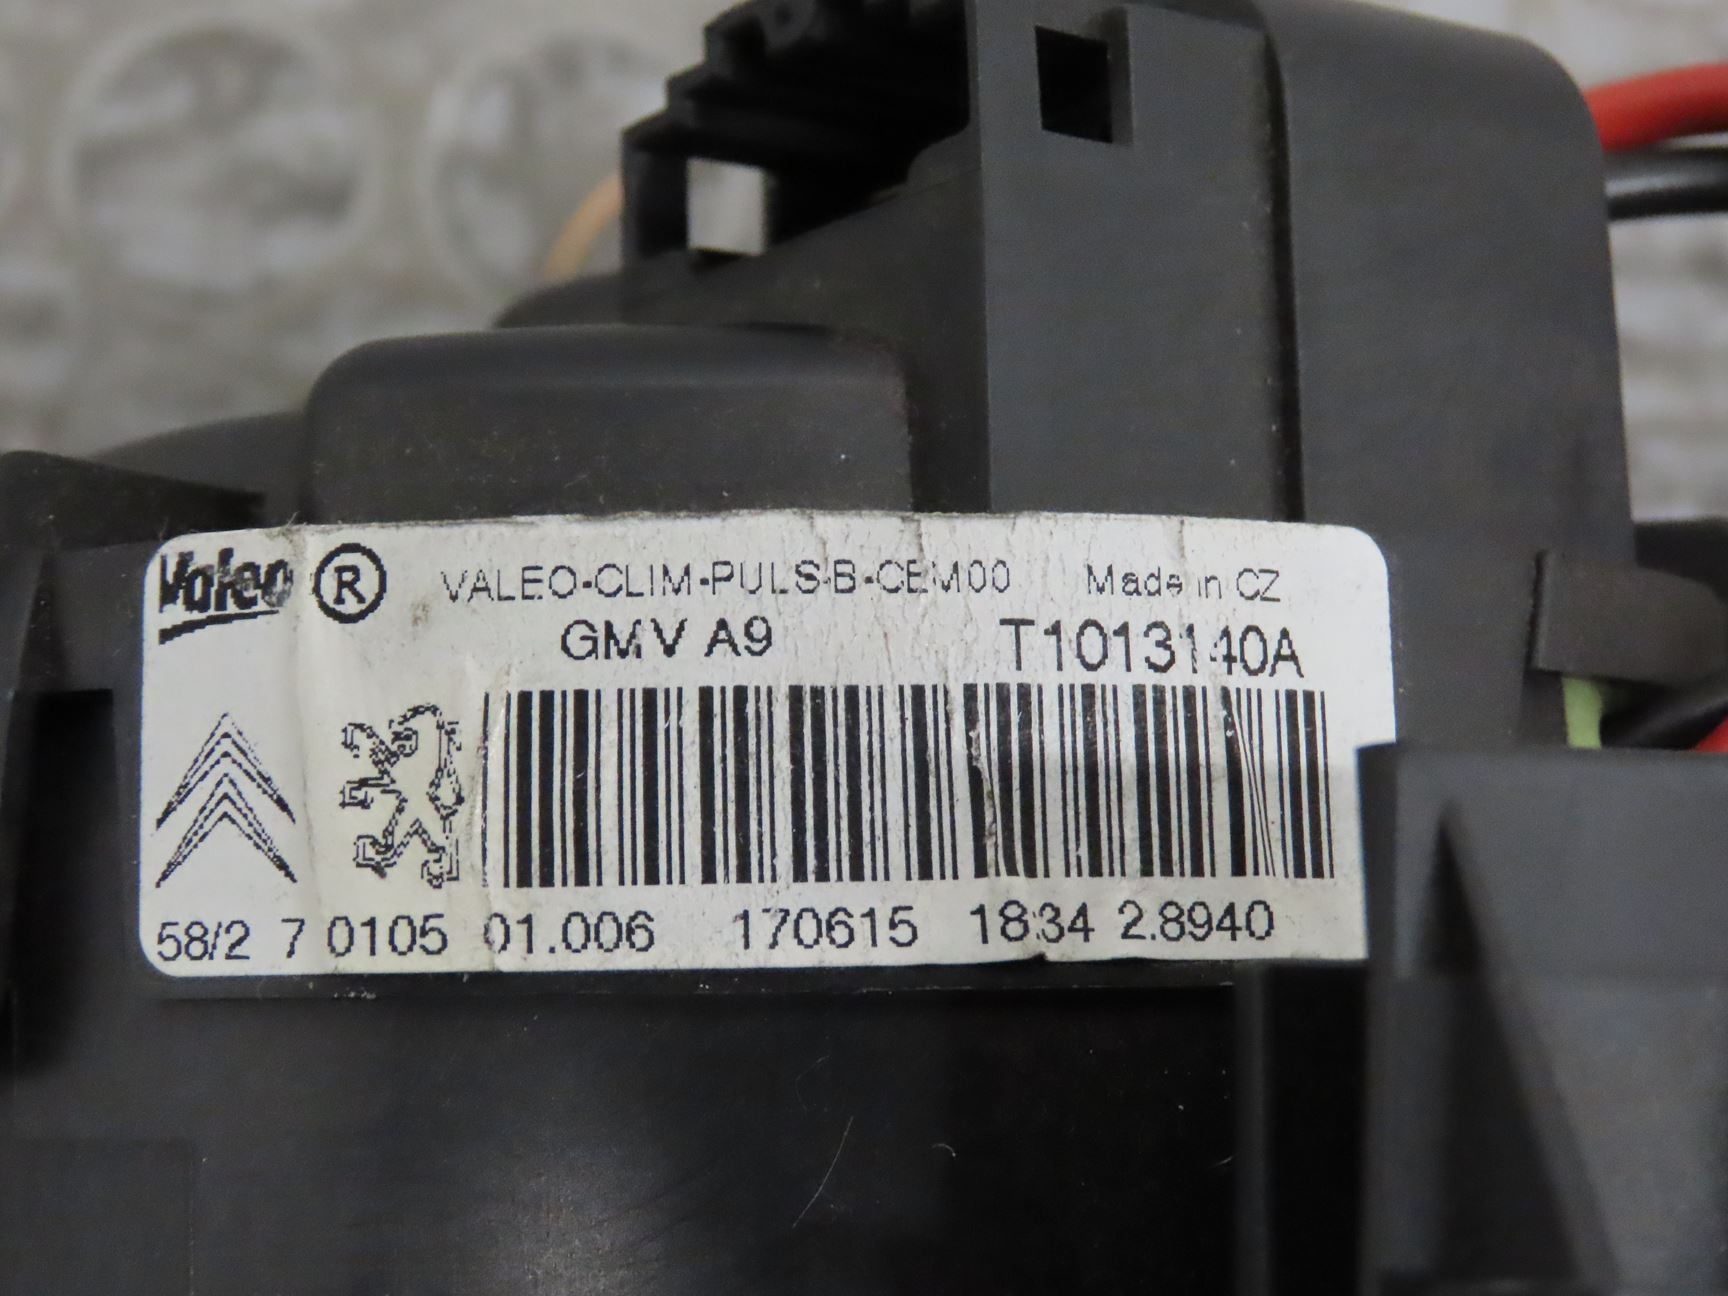 Valeo ® VALEO-CLIM-PULS-B-CEM00 Made in CZ
GMV A9 T1013140A
58/2 7 0105 01.006 170615 1834 2.8940